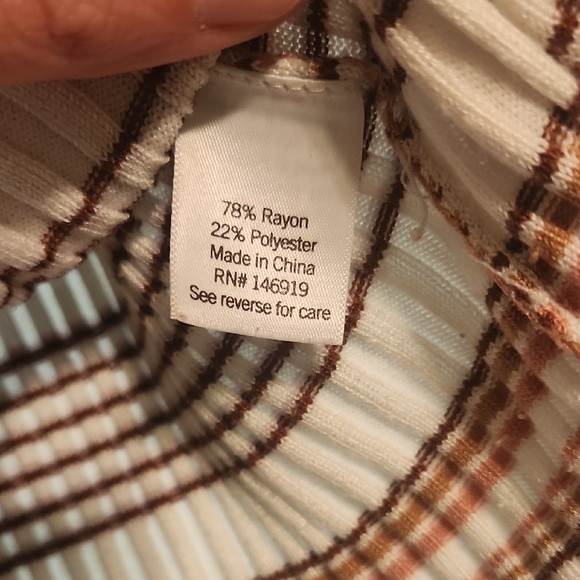 78% Rayon
22% Polyester
Made in China
RN# 146919
See reverse for care